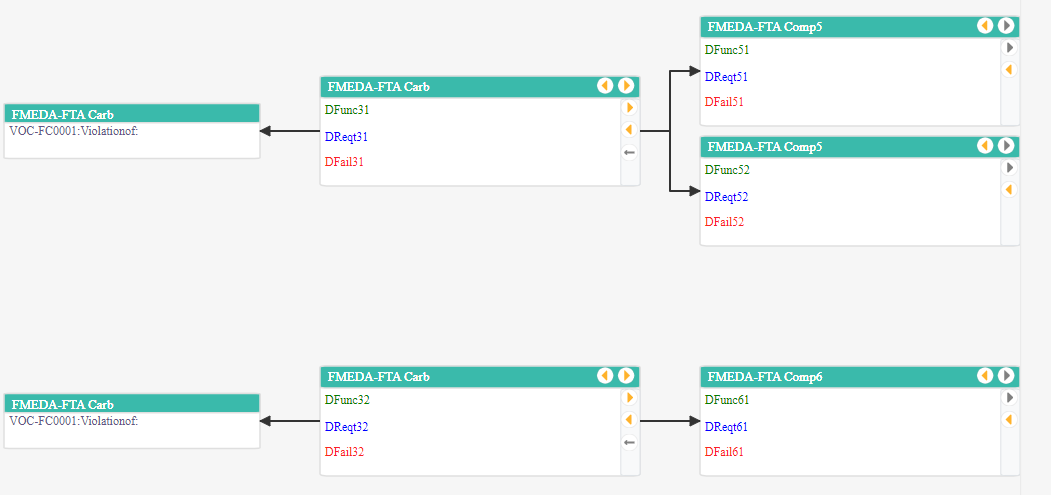 FMEDA-FTA Carb
VOC-FC0001:Violationof:
FMEDA-FTA Carb
DFunc31
DReqt31
DFail31
FMEDA-FTA Comp5
DFunc51
DReqt51
DFail51
FMEDA-FTA Comp5
DFunc52
DReqt52
DFail52
FMEDA-FTA Carb
VOC-FC0001:Violationof:
FMEDA-FTA Carb
DFunc32
DReqt32
DFail32
FMEDA-FTA Comp6
DFunc61
DReqt61
DFail61